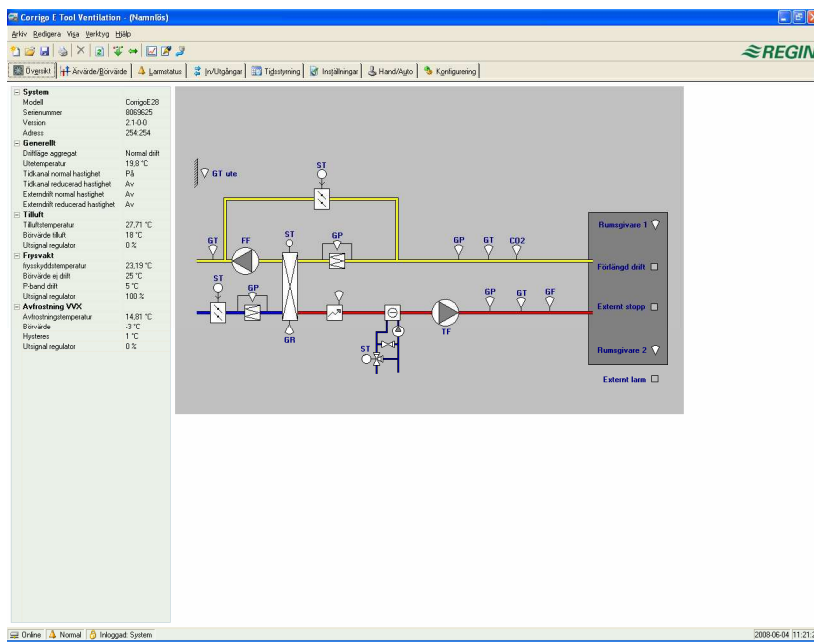 Corrigo E Tool Ventilation - (Namnlös)
Arkiv Redigera Visa Verktyg Hjälp
REGIN
Översikt Ärvärde/Börvärde Larmstatus In/Utgångar Tidsstyrning Inställningar Hand/Auto Konfigurering
System
Modell CorrigoE28
Serienummer 8069625
Version 2.1-0-0
Adress 254:254
Generellt
Driftläge aggregat Normal drift
Utetemperatur 19,8 °C
Tidkanal normal hastighet På
Tidkanal reducerad hastighet Av
Externdrift normal hastighet Av
Externdrift reducerad hastighet Av
Tilluft
Tilluftstemperatur 27,71 °C
Börvärde tilluft 18 °C
Utsignal regulator 0 %
Frysvakt
frysskyddstemperatur 23,19 °C
Börvärde ej drift 25 °C
P-band drift 5 °C
Utsignal regulator 100 %
Avfrostning VVX
Avfrostningstemperatur 14,81 °C
Börvärde -3 °C
Hysteres 1 °C
Utsignal regulator 0 %
GT ute
ST
GT FF ST GP GP GT CO2
ST GP GP GT GF
GR
TF
ST
Rumsgivare 1
Förlängd drift
Externt stopp
Rumsgivare 2
Externt larm
Online Normal Inloggad: System 2008-06-04 11:21:2